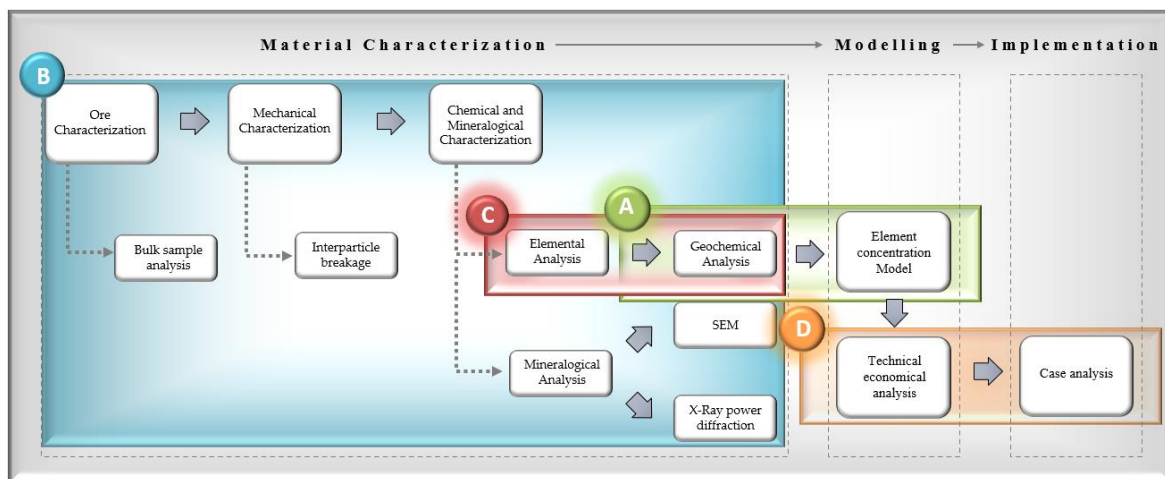 Material Characterization
Modelling
Implementation
B
Ore
Characterization
Mechanical
Characterization
Chemical and
Mineralogical
Characterization
A
C
Bulk sample
analysis
Interparticle
breakage
Elemental
Analysis
Geochemical
Analysis
Element
concentration
Model
SEM
D
Mineralogical
Analysis
Technical
economical
analysis
Case analysis
X-Ray power
diffraction